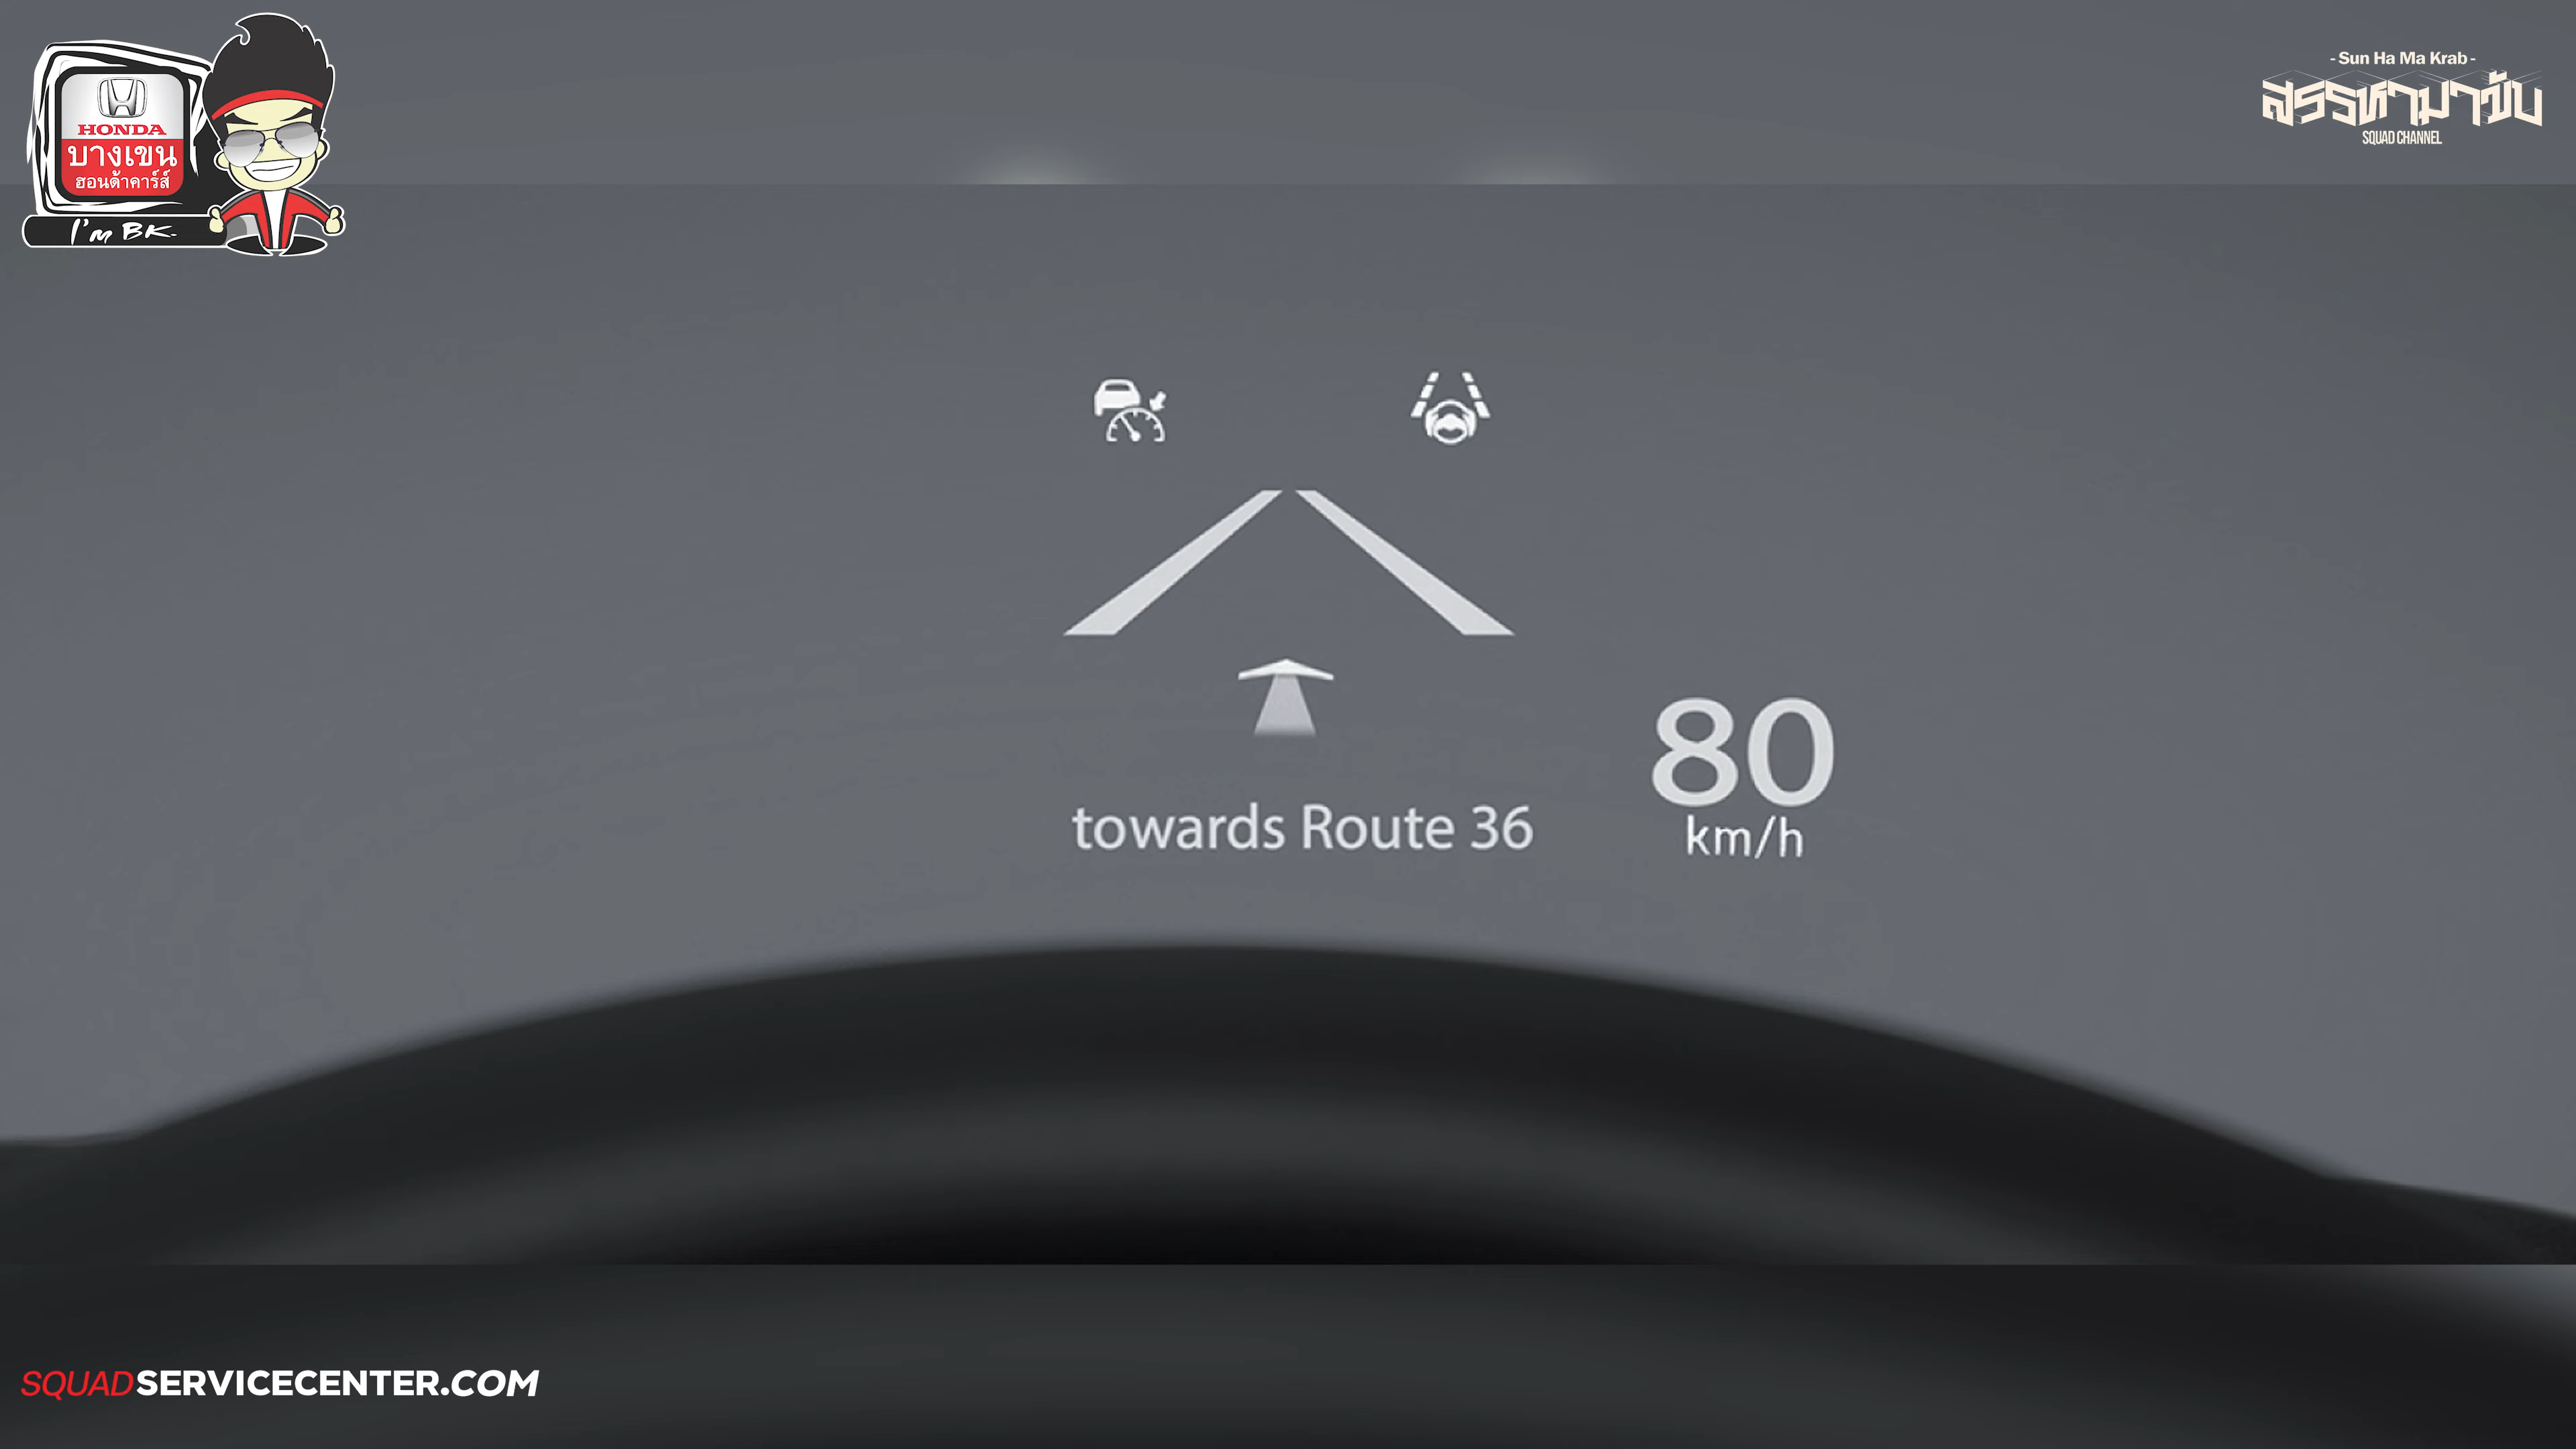 HONDA
บางเขน
ฮอนด้าคาร์ส์
I'm BK.
- Sun Ha Ma Krab -
สรรหามาขับ
SQUAD CHANNEL
towards Route 36
80
km/h
SQUADSERVICECENTER.COM